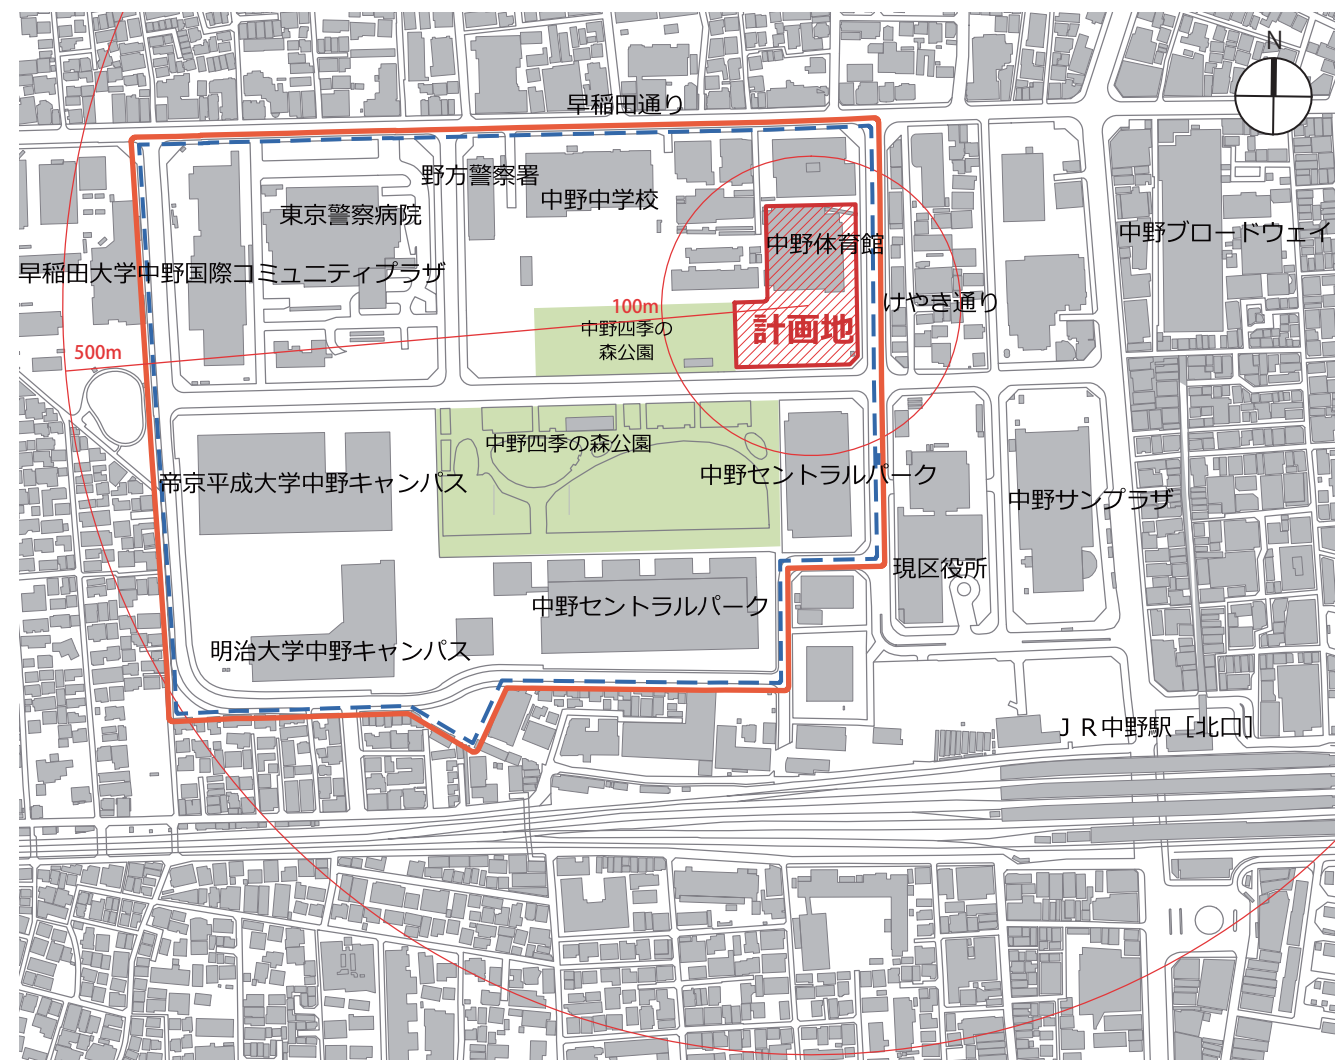 N
早稲田通り
野方警察署
中野中学校
東京警察病院
中野ブロードウェイ
中野体育館
早稲田大学中野国際コミュニティプラザ
けやき通り
100m
中野四季の
森公園
計画地
500m
中野四季の森公園
中野セントラルパーク
帝京平成大学中野キャンパス
中野サンプラザ
現区役所
中野セントラルパーク
明治大学中野キャンパス
ＪＲ中野駅［北口］